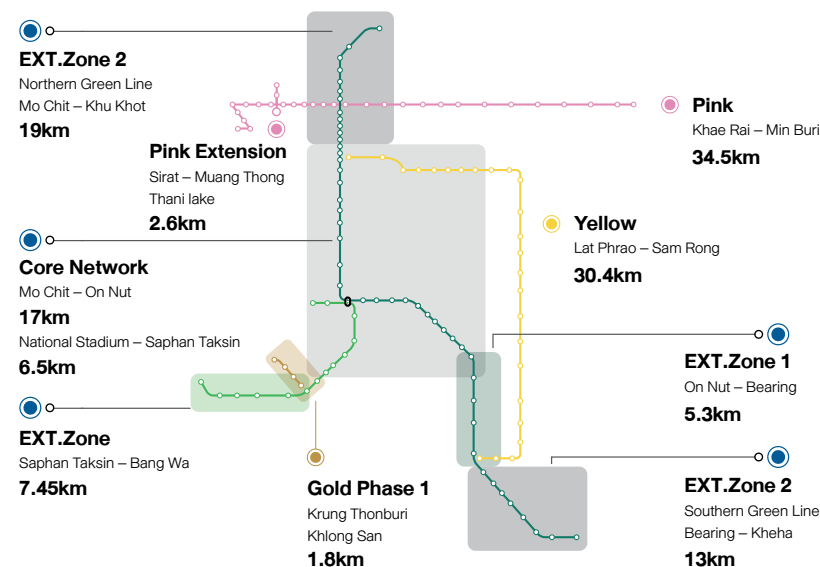 EXT.Zone 2
Northern Green Line
Mo Chit – Khu Khot
19km
Pink
Khae Rai – Min Buri
34.5km
Pink Extension
Sirat – Muang Thong
Thani lake
2.6km
Yellow
Lat Phrao – Sam Rong
30.4km
Core Network
Mo Chit – On Nut
17km
National Stadium – Saphan Taksin
6.5km
EXT.Zone 1
On Nut – Bearing
5.3km
EXT.Zone
Saphan Taksin – Bang Wa
7.45km
Gold Phase 1
Krung Thonburi
Khlong San
1.8km
EXT.Zone 2
Southern Green Line
Bearing – Kheha
13km